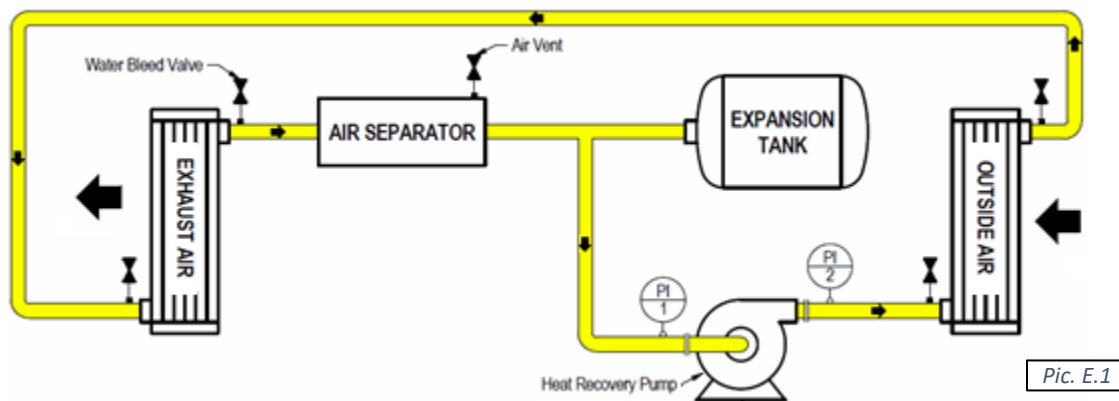 Water Bleed Valve
Air Vent
AIR SEPARATOR
EXPANSION
TANK
EXHAUST AIR
OUTSIDE AIR
PI
1
PI
2
Heat Recovery Pump
Pic. E.1